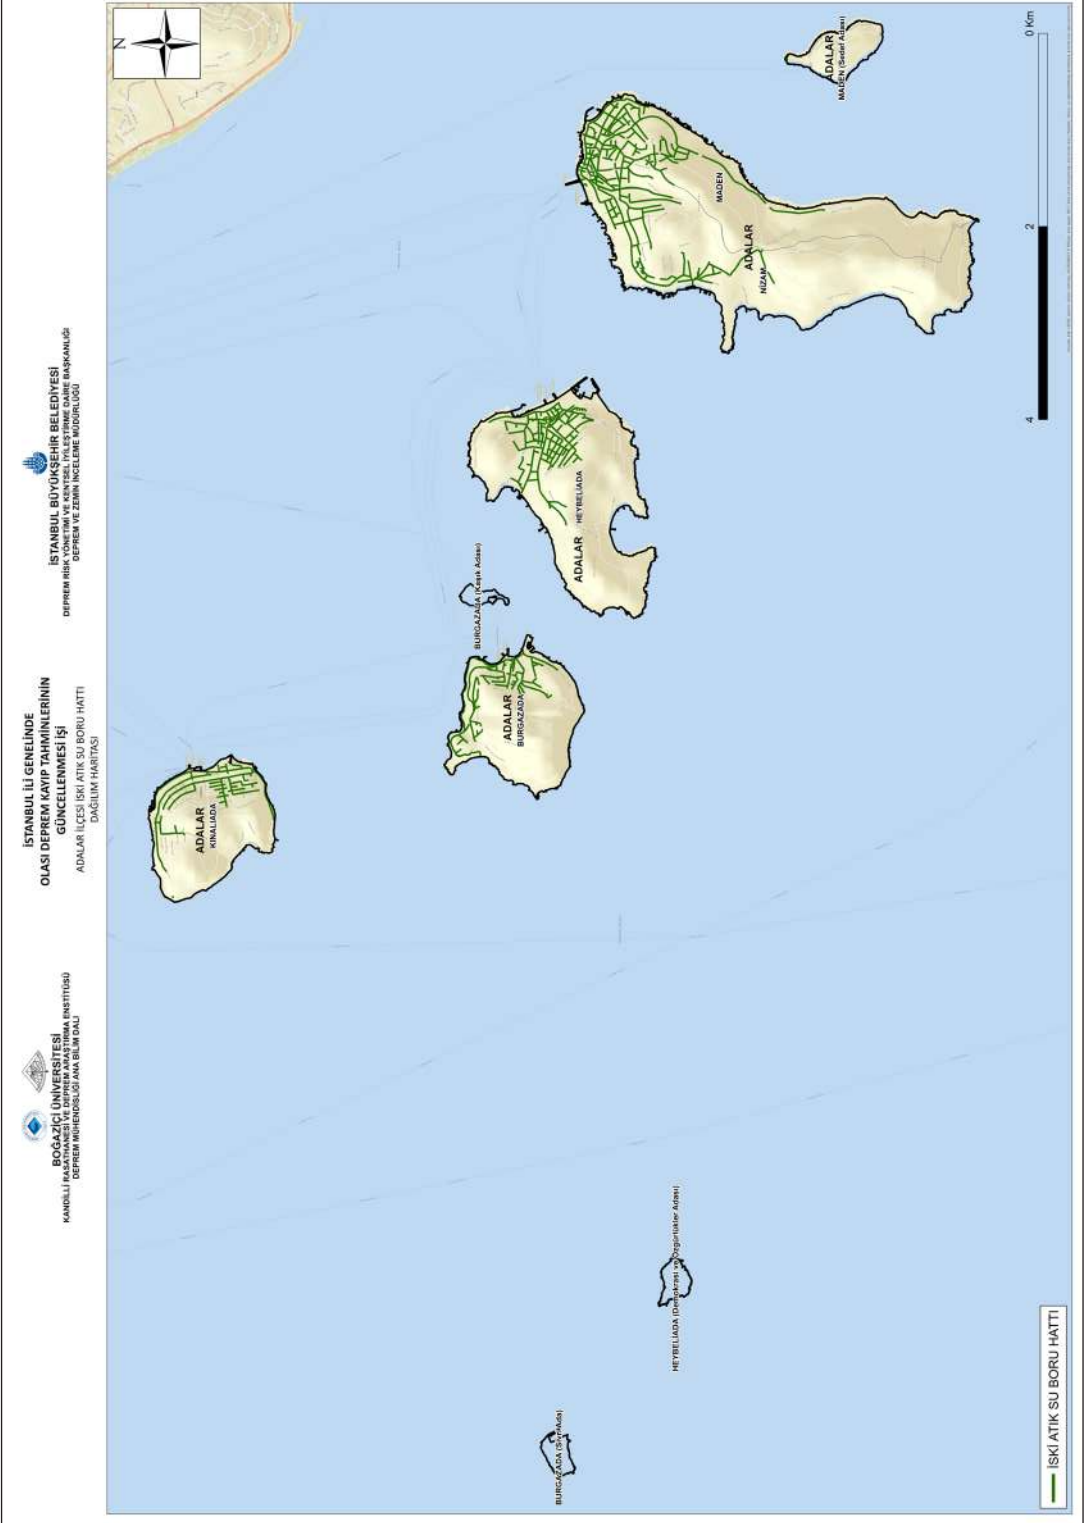 BOĞAZİÇİ ÜNİVERSİTESİ
KANDİLLİ RASATHANESİ VE DEPREM ARAŞTIRMA ENSTİTÜSÜ
DEPREM MÜHENDİSLİĞİ ANA BİLİM DALI
İSTANBUL İLİ GENELİNDE
OLASI DEPREM KAYIP TAHMİNLERİNİN
GÜNCELLENMESİ İŞİ
ADALAR İLÇESİ İSKİ ATIK SU BORU HATTI
DAĞILIM HARİTASI
İSTANBUL BÜYÜKŞEHİR BELEDİYESİ
DEPREM RİSK YÖNETİMİ VE KENTSEL İYİLEŞTİRME DAİRE BAŞKANLIĞI
DEPREM VE ZEMİN İNCELEME MÜDÜRLÜĞÜ
N
ADALAR
KINALIADA
BURGAZADA (Kaşık Adası)
ADALAR
BURGAZADA
BURGAZADA (Sivri Ada)
ADALAR
HEYBELİADA
HEYBELİADA (Demokrasi ve Özgürlükler Adası)
MADEN
ADALAR
NİZAM
ADALAR
MADEN (Sedef Adası)
İSKİ ATIK SU BORU HATTI
4
2
0 Km